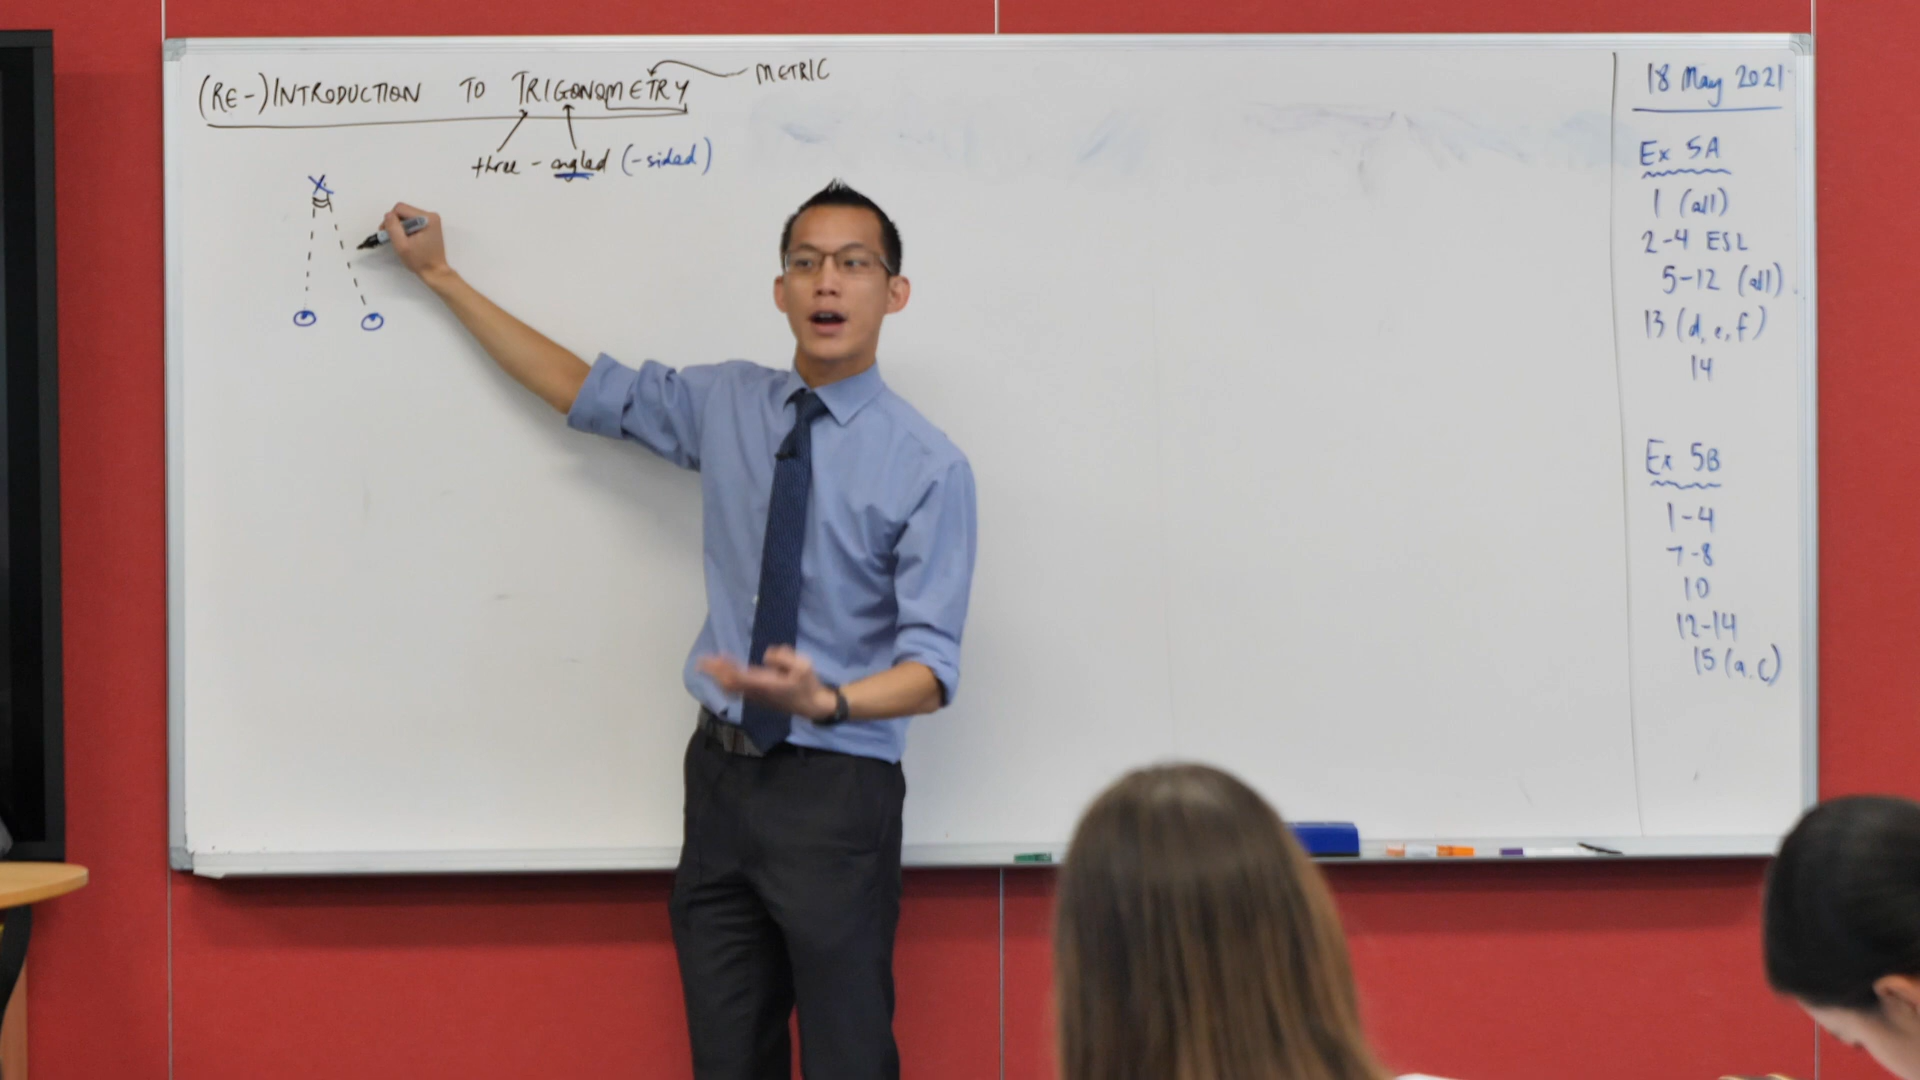 (RE-)INTRODUCTION TO TRIGONOMETRY
METRIC
three-angled (-sided)
X
18 May 2021
Ex 5A
1 (all)
2-4 ESL
5-12 (all)
13 (d, e, f)
14
Ex 5B
1-4
7-8
10
12-14
15 (a, c)